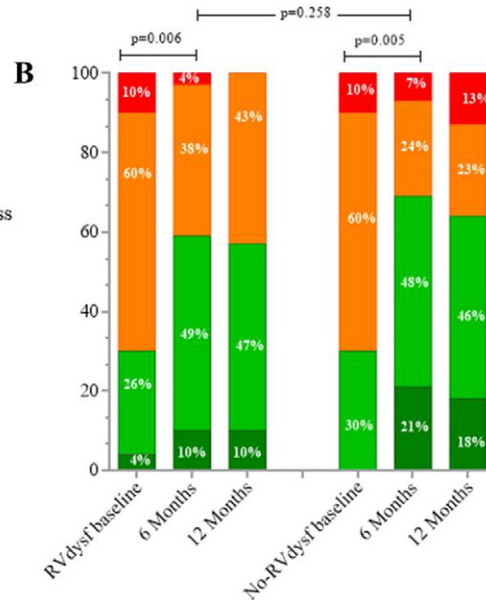 p=0.258
p=0.006
p=0.005
B
ss
100
80
60
40
20
0
10%
60%
26%
4%
4%
38%
49%
10%
43%
47%
10%
10%
60%
30%
7%
24%
48%
21%
13%
23%
46%
18%
RVdysf baseline
6 Months
12 Months
No-RVdysf baseline
6 Months
12 Months